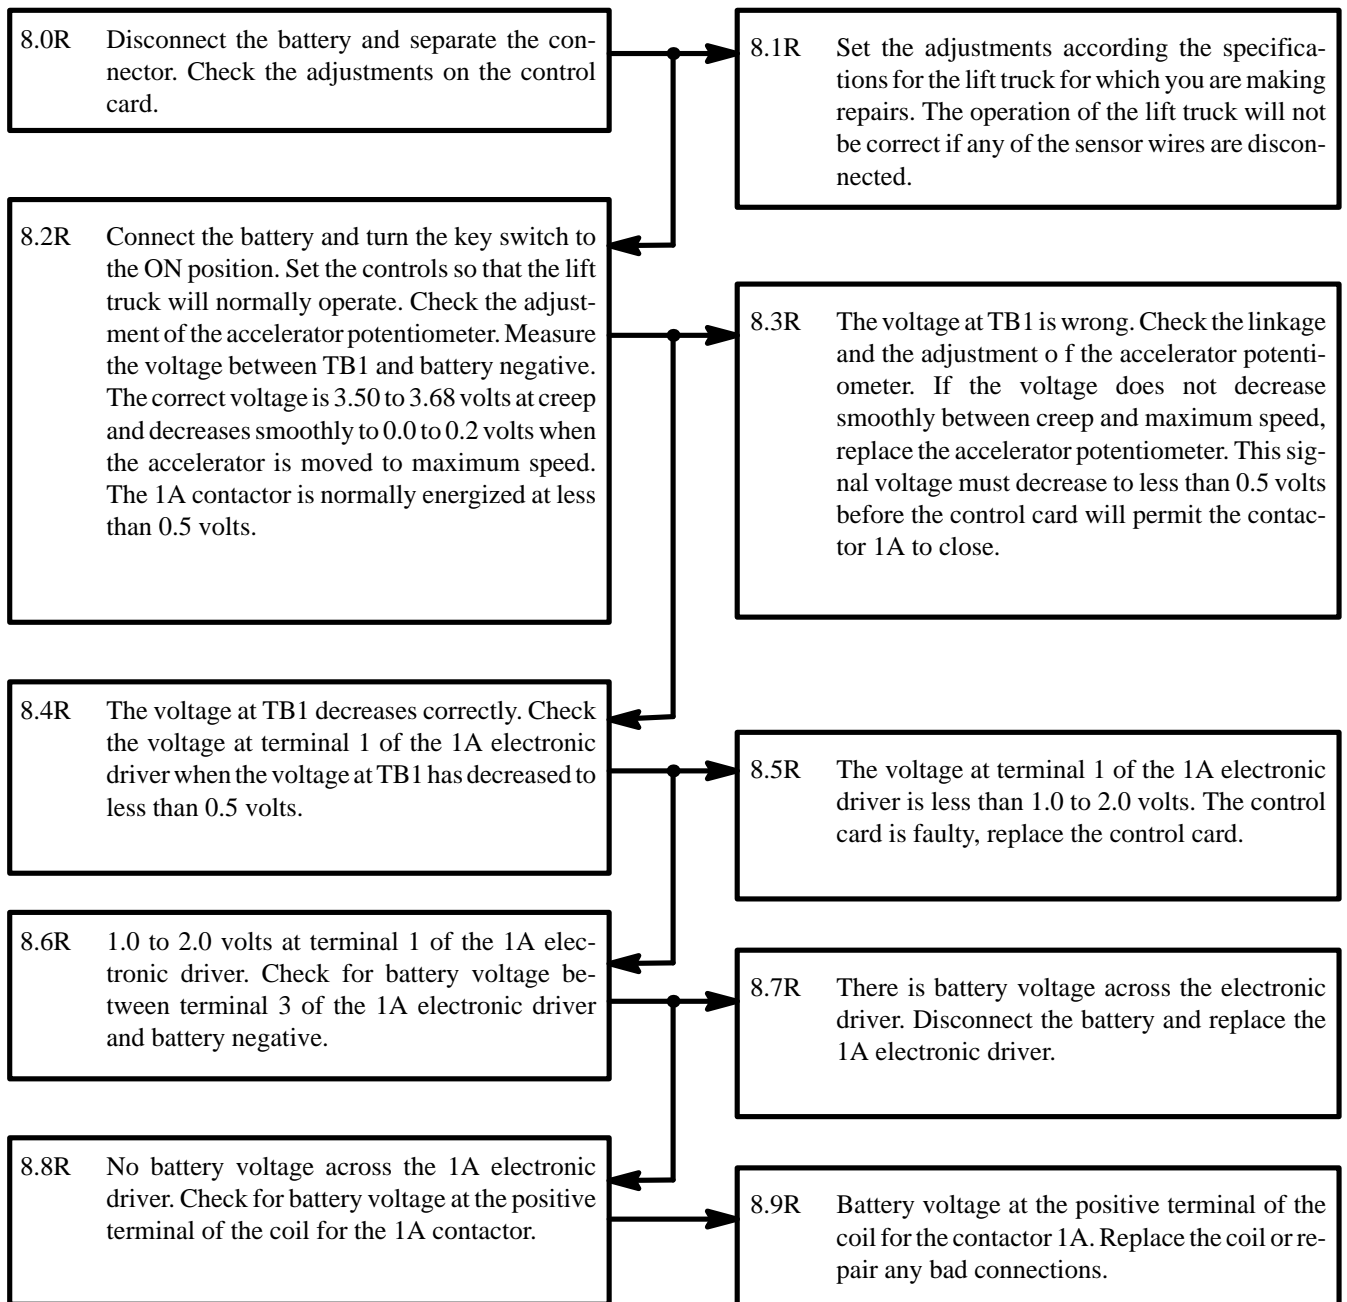 8.0R Disconnect the battery and separate the con-
nector. Check the adjustments on the control
card.
8.1R Set the adjustments according the specifica-
tions for the lift truck for which you are making
repairs. The operation of the lift truck will not
be correct if any of the sensor wires are discon-
nected.
8.2R Connect the battery and turn the key switch to
the ON position. Set the controls so that the lift
truck will normally operate. Check the adjust-
ment of the accelerator potentiometer. Measure
the voltage between TB1 and battery negative.
The correct voltage is 3.50 to 3.68 volts at creep
and decreases smoothly to 0.0 to 0.2 volts when
the accelerator is moved to maximum speed.
The 1A contactor is normally energized at less
than 0.5 volts.
8.3R The voltage at TB1 is wrong. Check the linkage
and the adjustment o f the accelerator potenti-
ometer. If the voltage does not decrease
smoothly between creep and maximum speed,
replace the accelerator potentiometer. This sig-
nal voltage must decrease to less than 0.5 volts
before the control card will permit the contac-
tor 1A to close.
8.4R The voltage at TB1 decreases correctly. Check
the voltage at terminal 1 of the 1A electronic
driver when the voltage at TB1 has decreased to
less than 0.5 volts.
8.5R The voltage at terminal 1 of the 1A electronic
driver is less than 1.0 to 2.0 volts. The control
card is faulty, replace the control card.
8.6R 1.0 to 2.0 volts at terminal 1 of the 1A elec-
tronic driver. Check for battery voltage be-
tween terminal 3 of the 1A electronic driver
and battery negative.
8.7R There is battery voltage across the electronic
driver. Disconnect the battery and replace the
1A electronic driver.
8.8R No battery voltage across the 1A electronic
driver. Check for battery voltage at the positive
terminal of the coil for the 1A contactor.
8.9R Battery voltage at the positive terminal of the
coil for the contactor 1A. Replace the coil or re-
pair any bad connections.